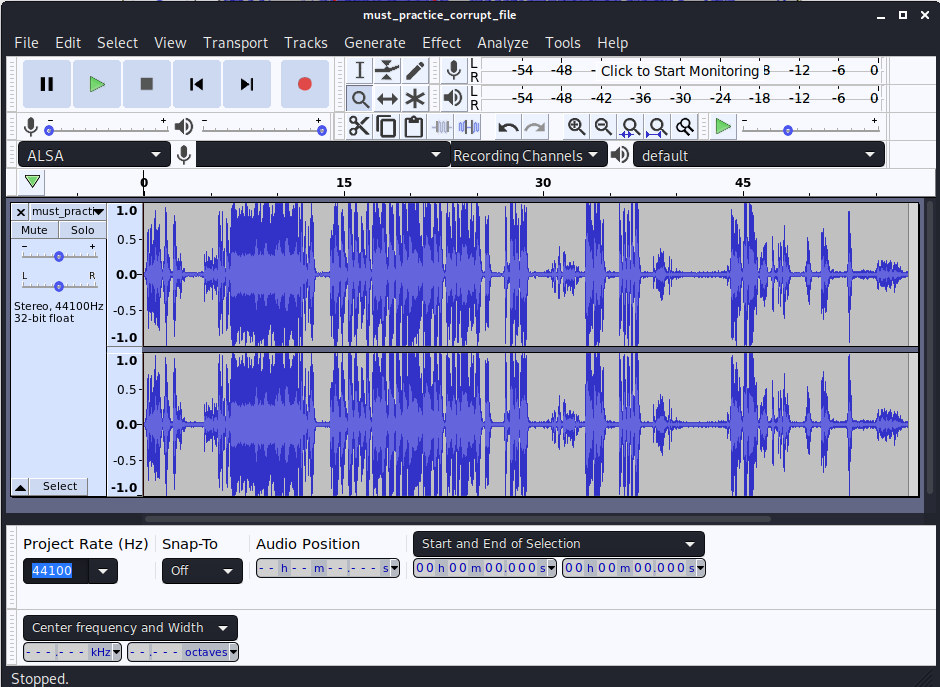 must_practice_corrupt_file
File Edit Select View Transport Tracks Generate Effect Analyze Tools Help
L
R
-54 -48 - Click to Start Monitoring -12 -6 0
L
R
-54 -48 -42 -36 -30 -24 -18 -12 -6 0
- +
- +
- +
ALSA
Recording Channels
default
0 15 30 45
must_practi
Mute Solo
- +
L R
Stereo, 44100Hz
32-bit float
Select
1.0
0.5
0.0
-0.5
-1.0
1.0
0.5
0.0
-0.5
-1.0
Project Rate (Hz) Snap-To Audio Position Start and End of Selection
44100 Off -- h -- m --.--- s 00 h 00 m 00.000 s 00 h 00 m 00.000 s
Center frequency and Width
---.--- kHz --.--- octaves
Stopped.